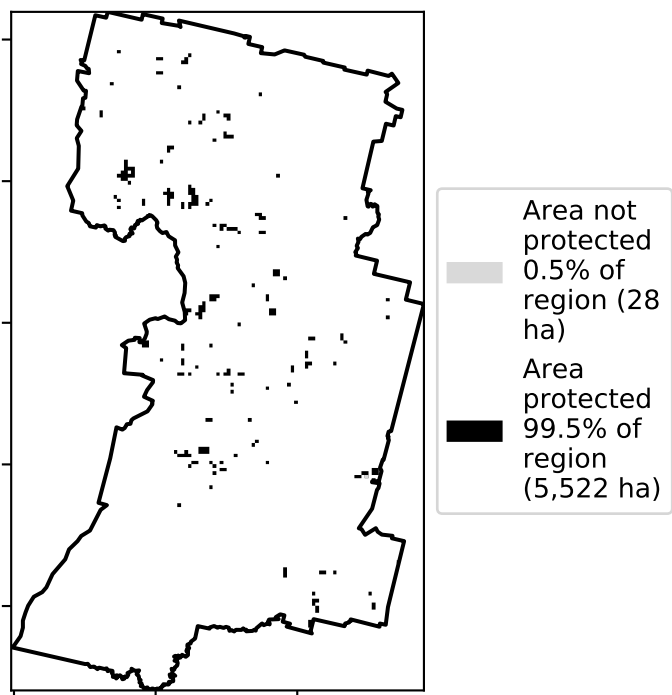 Area not
protected
0.5% of
region (28
ha)
Area
protected
99.5% of
region
(5,522 ha)